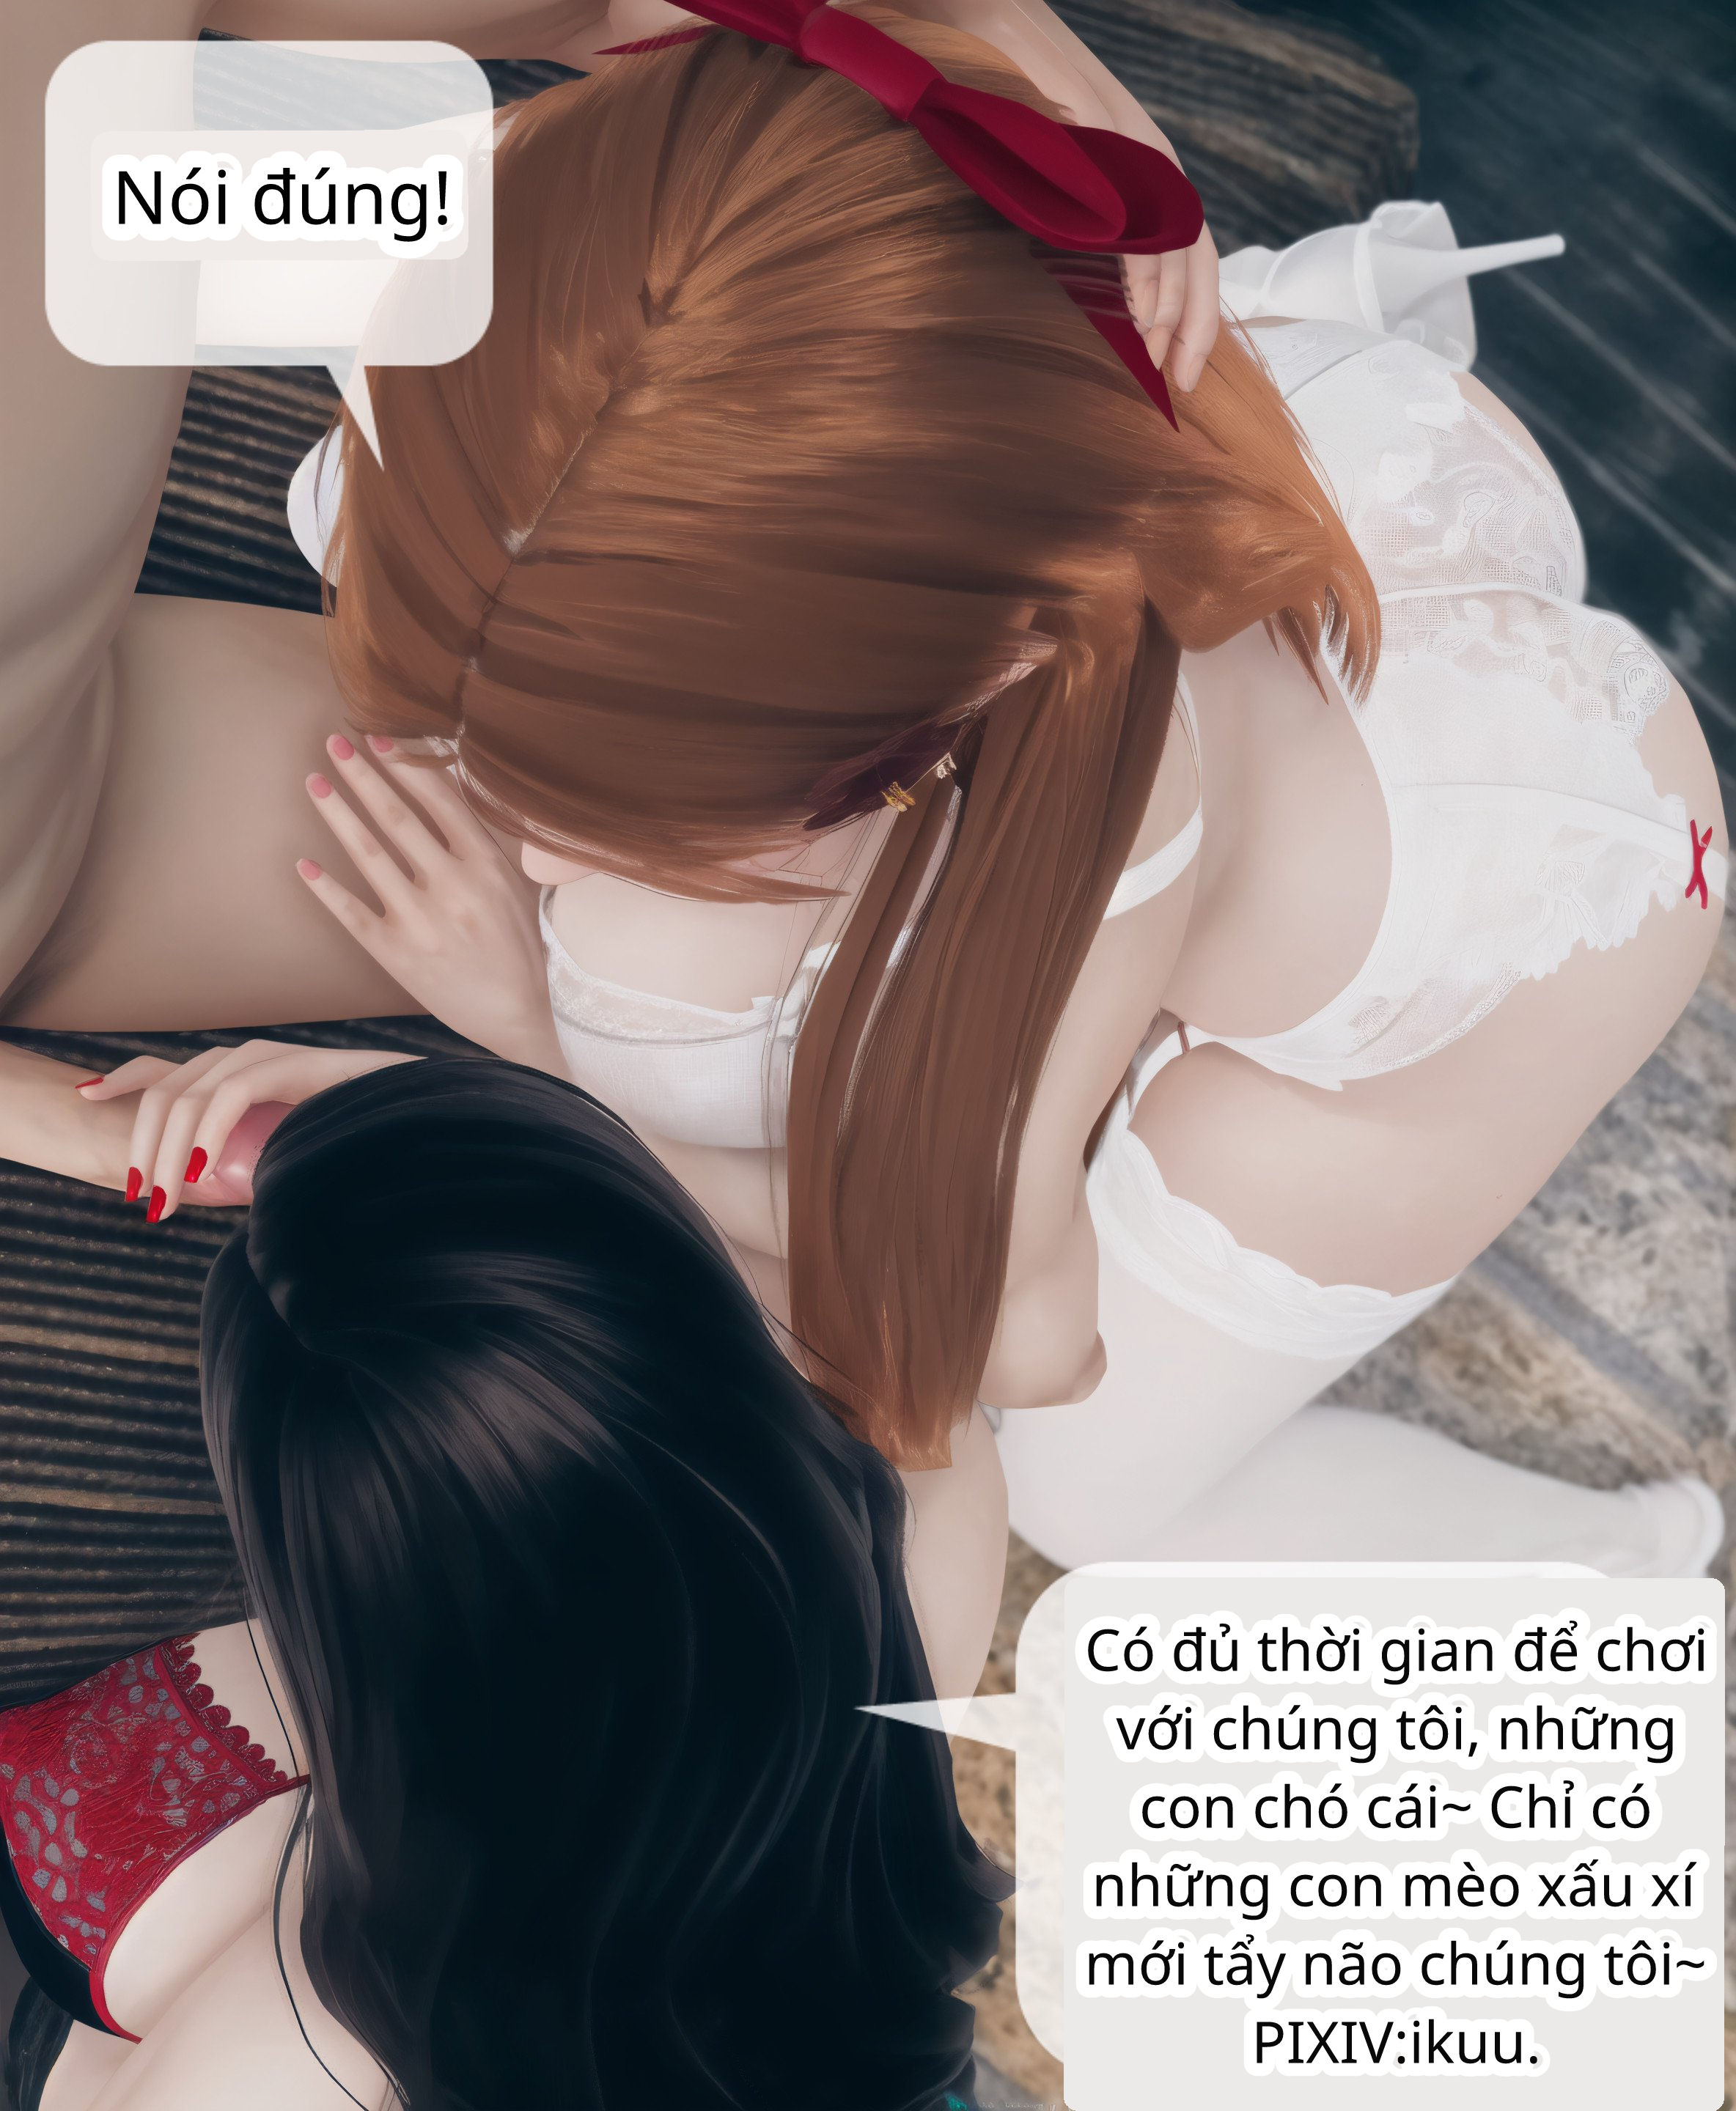 Nói đúng!
Có đủ thời gian để chơi
với chúng tôi, những
con chó cái~ Chỉ có
những con mèo xấu xí
mới tẩy não chúng tôi~
PIXIV:ikuu.